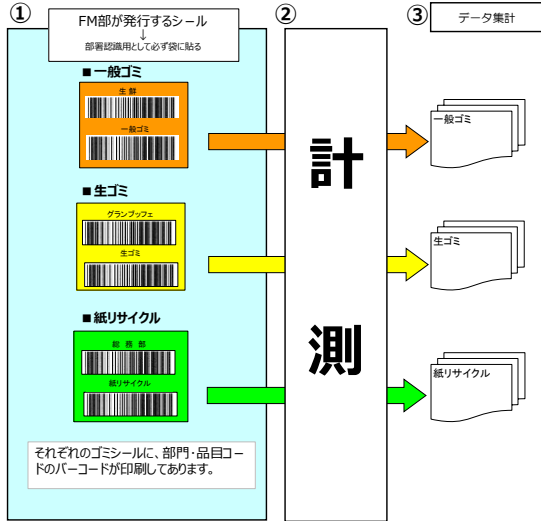 ①
FM部が発行するシール
↓
部署認識用として必ず袋に貼る
■一般ゴミ
生 鮮
一般ゴミ
■生ゴミ
グランブッフェ
生ゴミ
■紙リサイクル
総 務 部
紙リサイクル
それぞれのゴミシールに、部門・品目コー
ドのバーコードが印刷してあります。
②
計
測
③
データ集計
一般ゴミ
生ゴミ
紙リサイクル